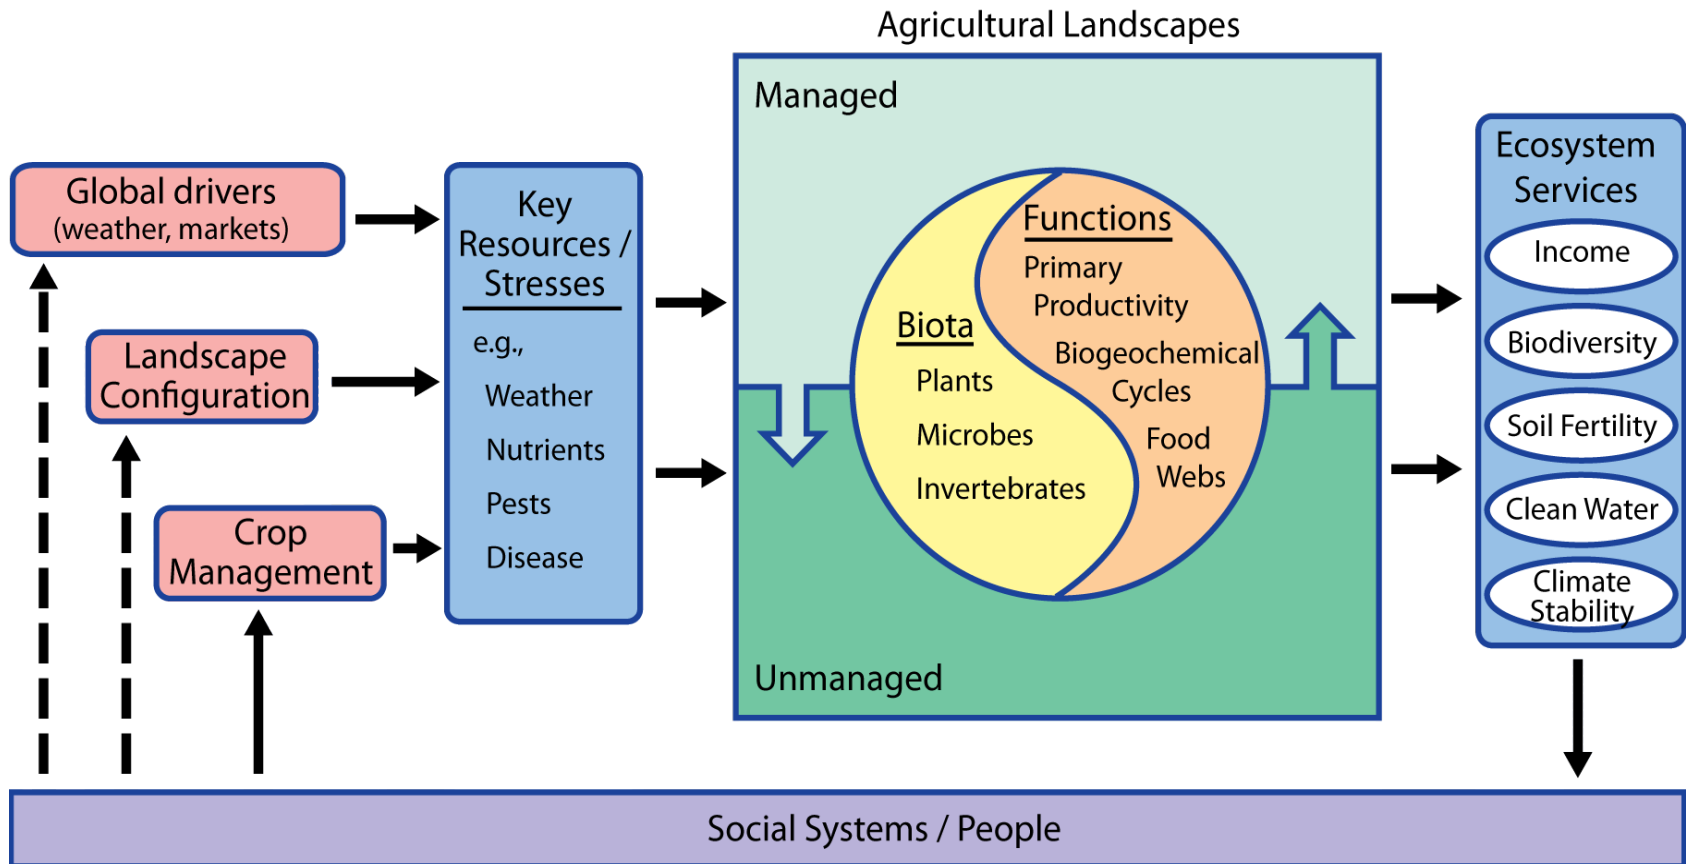 Agricultural Landscapes
Managed
Global drivers
(weather, markets)
Landscape
Configuration
Crop
Management
Key
Resources /
Stresses
e.g.,
Weather
Nutrients
Pests
Disease
Biota
Plants
Microbes
Invertebrates
Functions
Primary
Productivity
Biogeochemical
Cycles
Food
Webs
Unmanaged
Ecosystem
Services
Income
Biodiversity
Soil Fertility
Clean Water
Climate
Stability
Social Systems / People